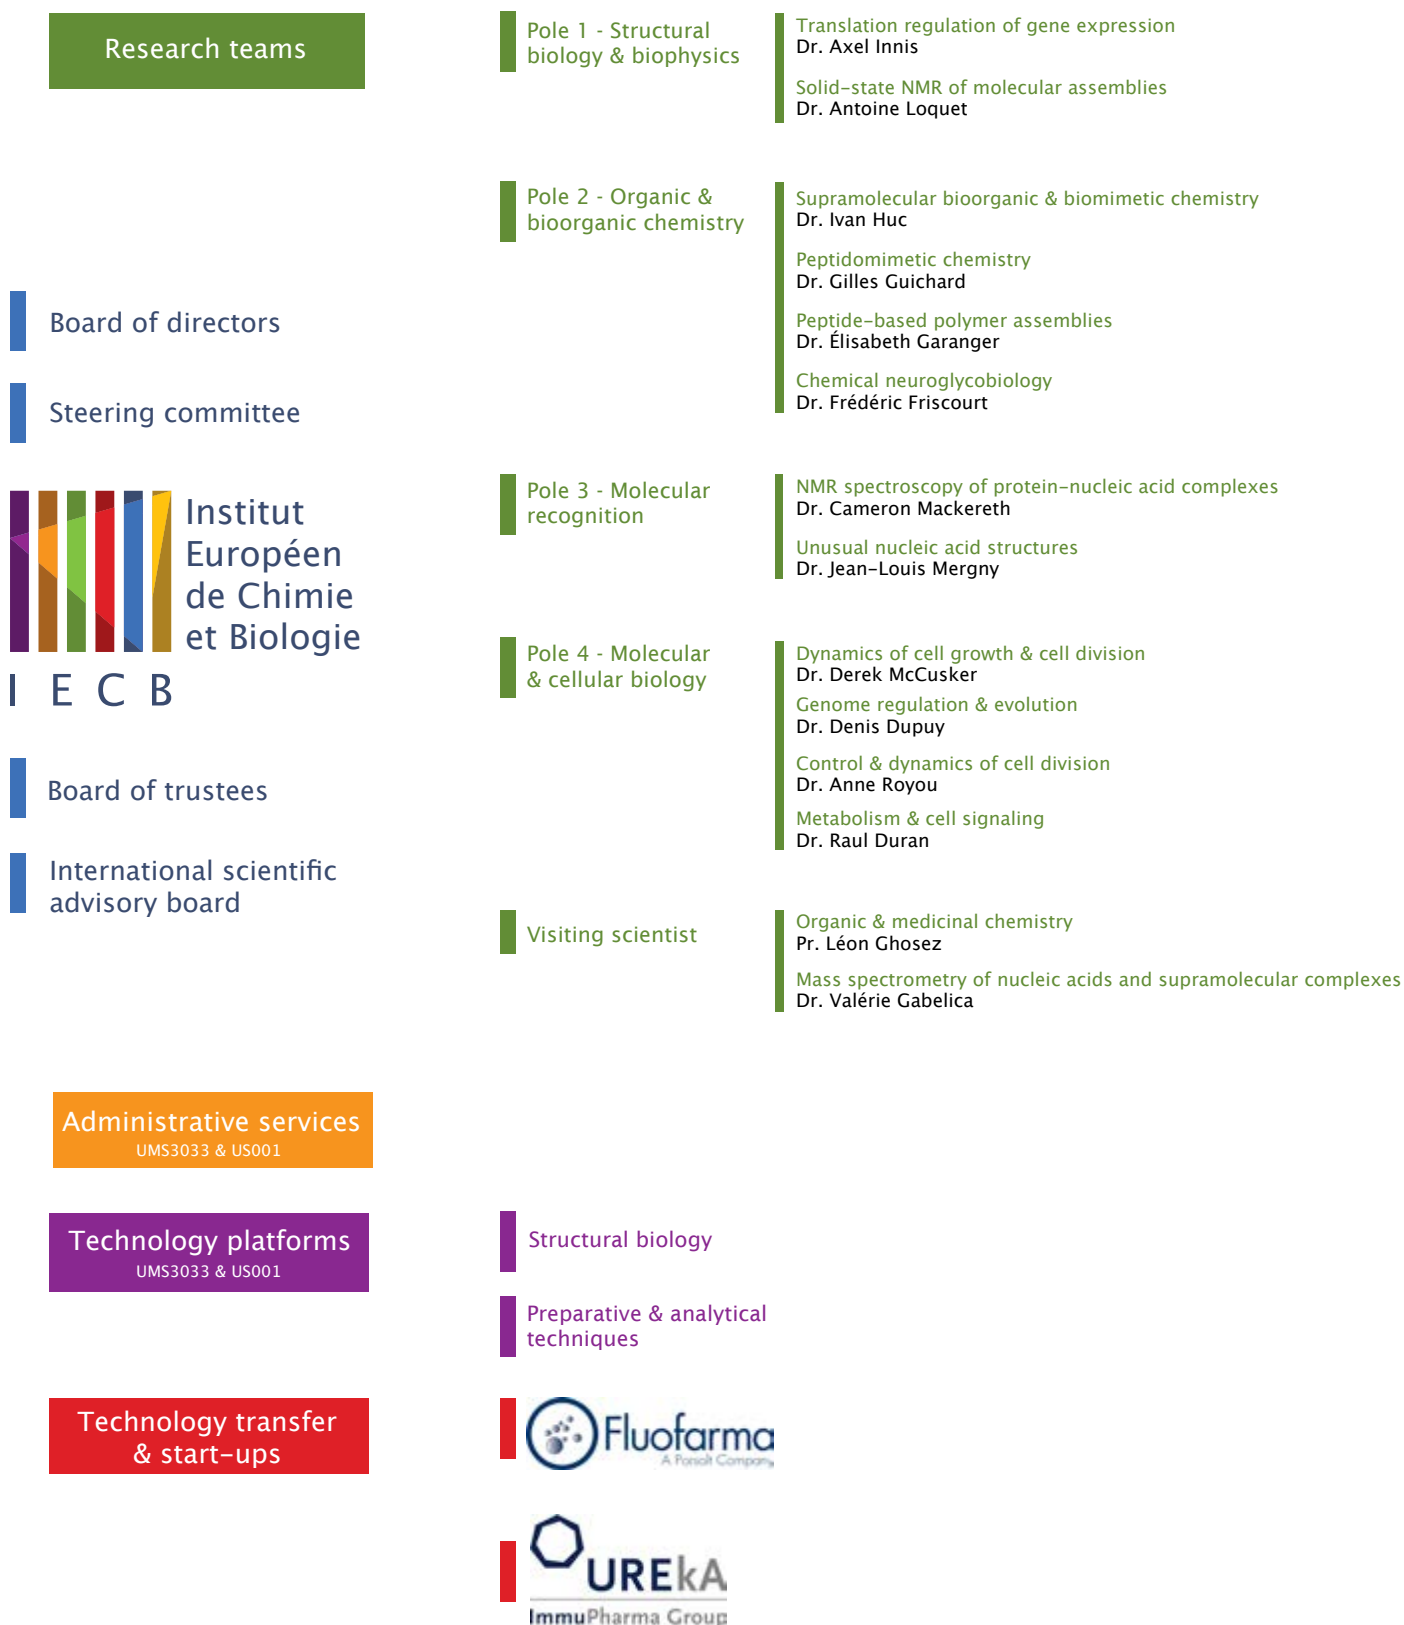 Research teams
Pole 1 - Structural
biology & biophysics
Translation regulation of gene expression
Dr. Axel Innis
Solid-state NMR of molecular assemblies
Dr. Antoine Loquet
Pole 2 - Organic &
bioorganic chemistry
Supramolecular bioorganic & biomimetic chemistry
Dr. Ivan Huc
Peptidomimetic chemistry
Dr. Gilles Guichard
Peptide-based polymer assemblies
Dr. Élisabeth Garanger
Chemical neuroglycobiology
Dr. Frédéric Friscourt
Board of directors
Steering committee
Institut
Européen
de Chimie
et Biologie
I E C B
Board of trustees
International scientific
advisory board
Pole 3 - Molecular
recognition
NMR spectroscopy of protein-nucleic acid complexes
Dr. Cameron Mackereth
Unusual nucleic acid structures
Dr. Jean-Louis Mergny
Pole 4 - Molecular
& cellular biology
Dynamics of cell growth & cell division
Dr. Derek McCusker
Genome regulation & evolution
Dr. Denis Dupuy
Control & dynamics of cell division
Dr. Anne Royou
Metabolism & cell signaling
Dr. Raul Duran
Visiting scientist
Organic & medicinal chemistry
Pr. Léon Ghosez
Mass spectrometry of nucleic acids and supramolecular complexes
Dr. Valérie Gabelica
Administrative services
UMS3033 & US001
Technology platforms
UMS3033 & US001
Structural biology
Preparative & analytical
techniques
Technology transfer
& start-ups
Fluofarma
A Porsolt Company
UREkA
ImmuPharma Group